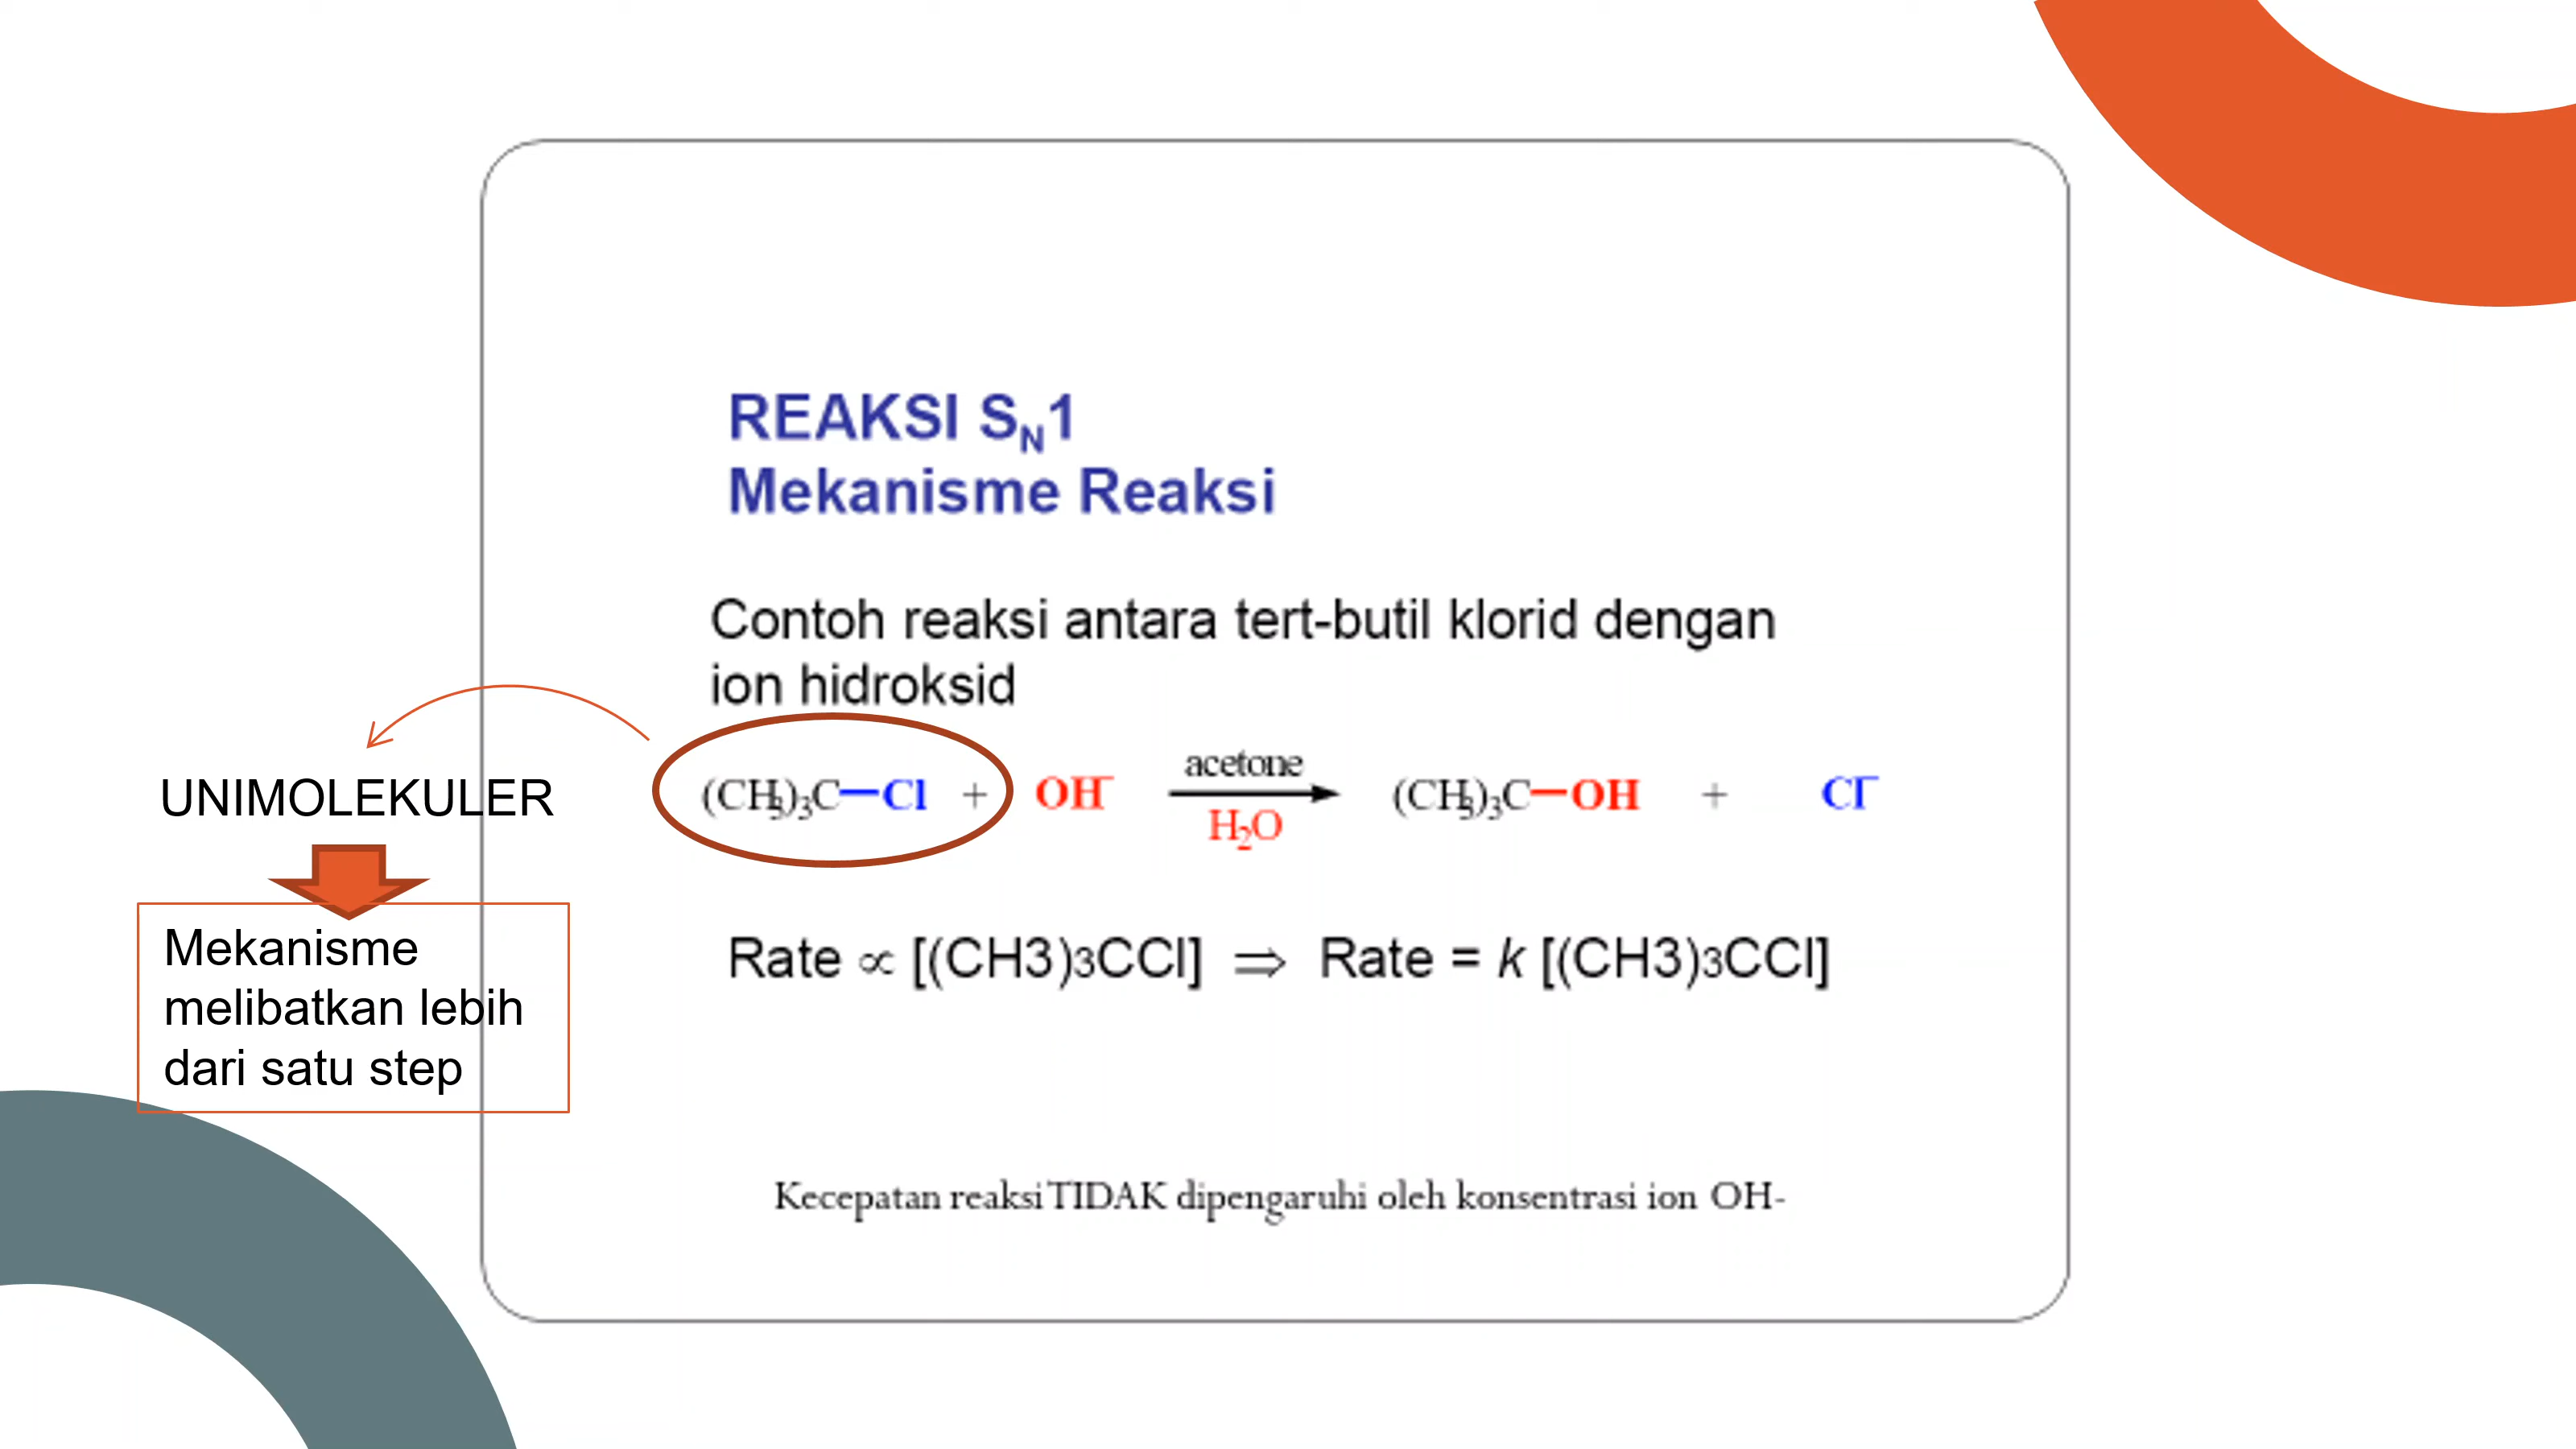 REAKSI SN1
Mekanisme Reaksi
Contoh reaksi antara tert-butil klorid dengan
ion hidroksid
UNIMOLEKULER
(CH3)3C—Cl + OH⁻ acetone H2O (CH3)3C—OH + Cl⁻
Mekanisme
melibatkan lebih
dari satu step
Rate ∝ [(CH3)3CCl] ⇒ Rate = k [(CH3)3CCl]
Kecepatan reaksi TIDAK dipengaruhi oleh konsentrasi ion OH-